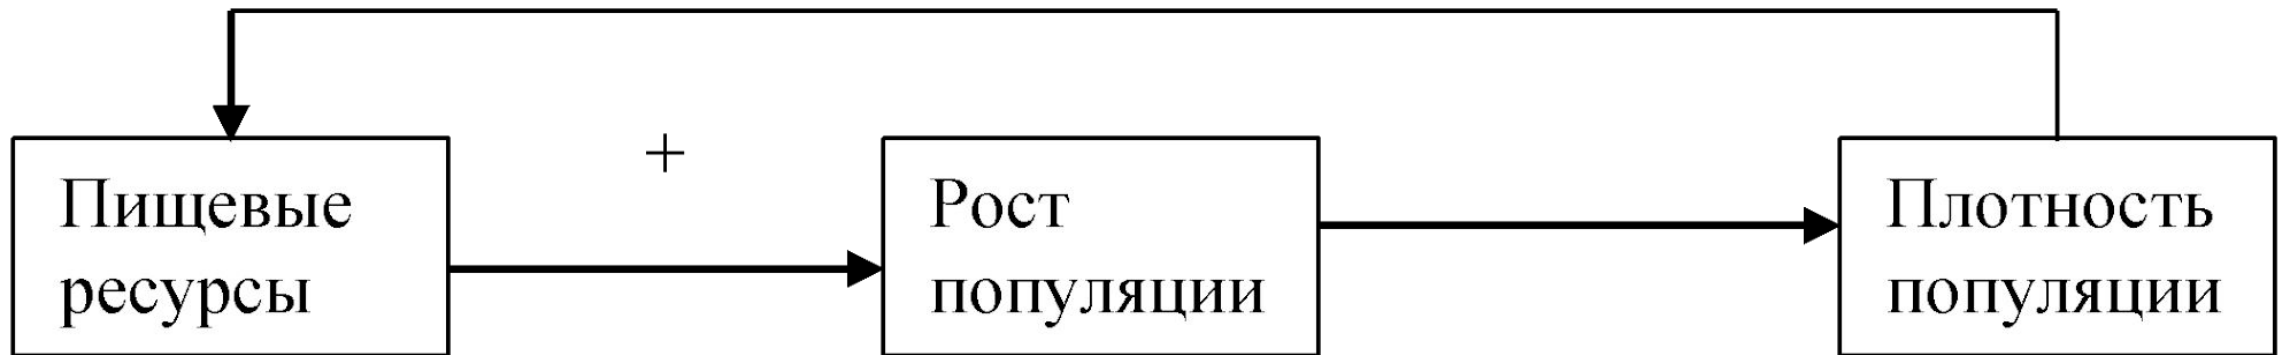 +
Пищевые
ресурсы
Рост
популяции
Плотность
популяции